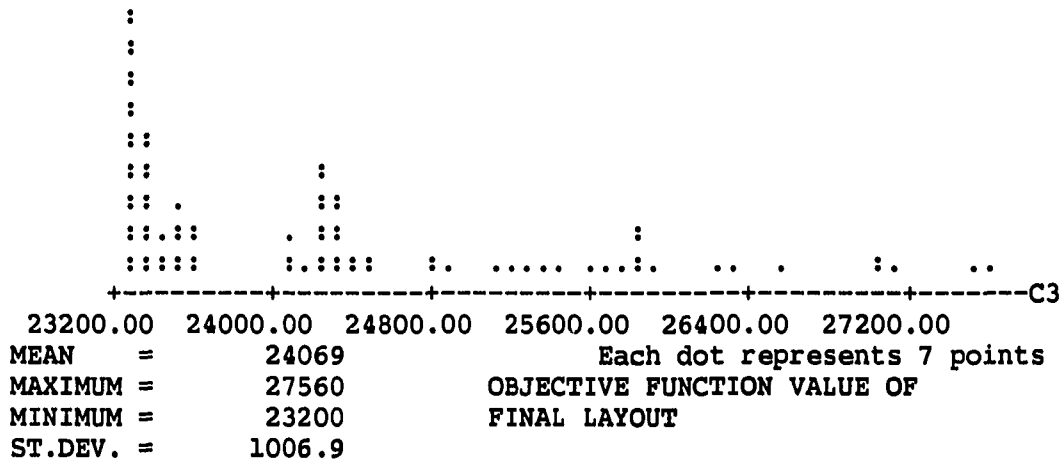 C3
23200.00 24000.00 24800.00 25600.00 26400.00 27200.00
MEAN = 24069 Each dot represents 7 points
MAXIMUM = 27560 OBJECTIVE FUNCTION VALUE OF
MINIMUM = 23200 FINAL LAYOUT
ST.DEV. = 1006.9